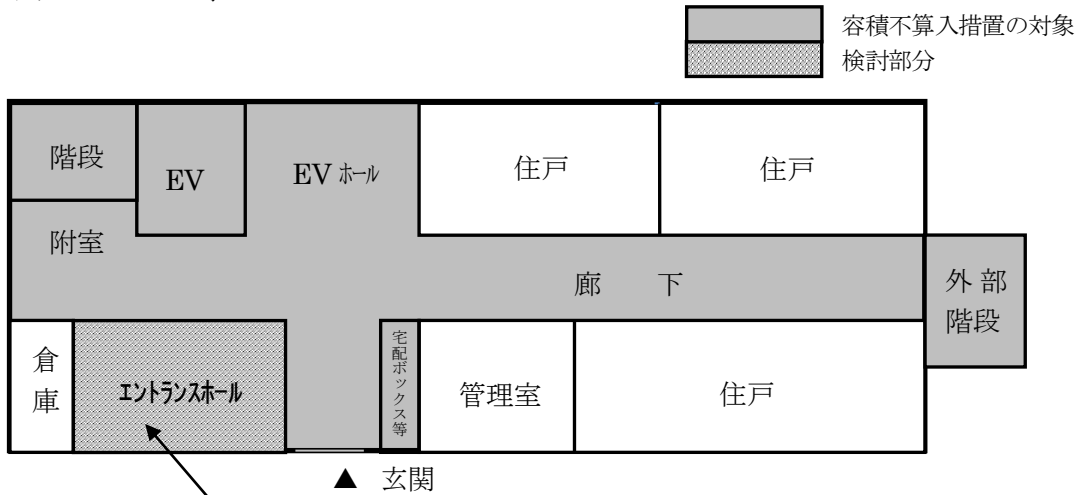 容積不算入措置の対象
検討部分
階段
EV
EV ホール
住戸
住戸
附室
廊 下
外部
階段
倉
庫
エントランスホール
宅配ボックス等
管理室
住戸
▲ 玄関